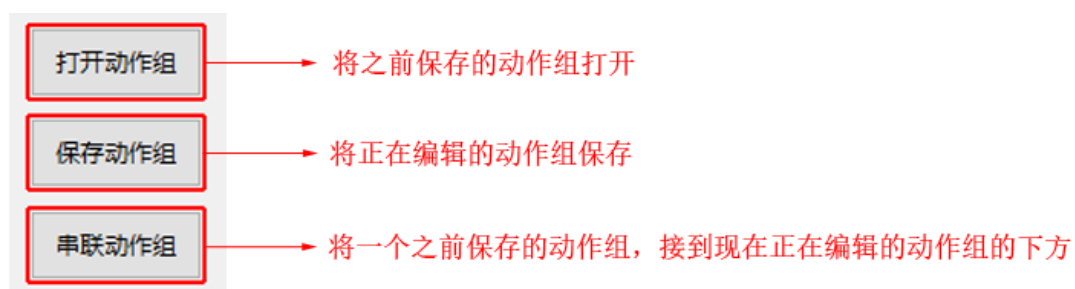 打开动作组 将之前保存的动作组打开
保存动作组 将正在编辑的动作组保存
串联动作组 将一个之前保存的动作组，接到现在正在编辑的动作组的下方